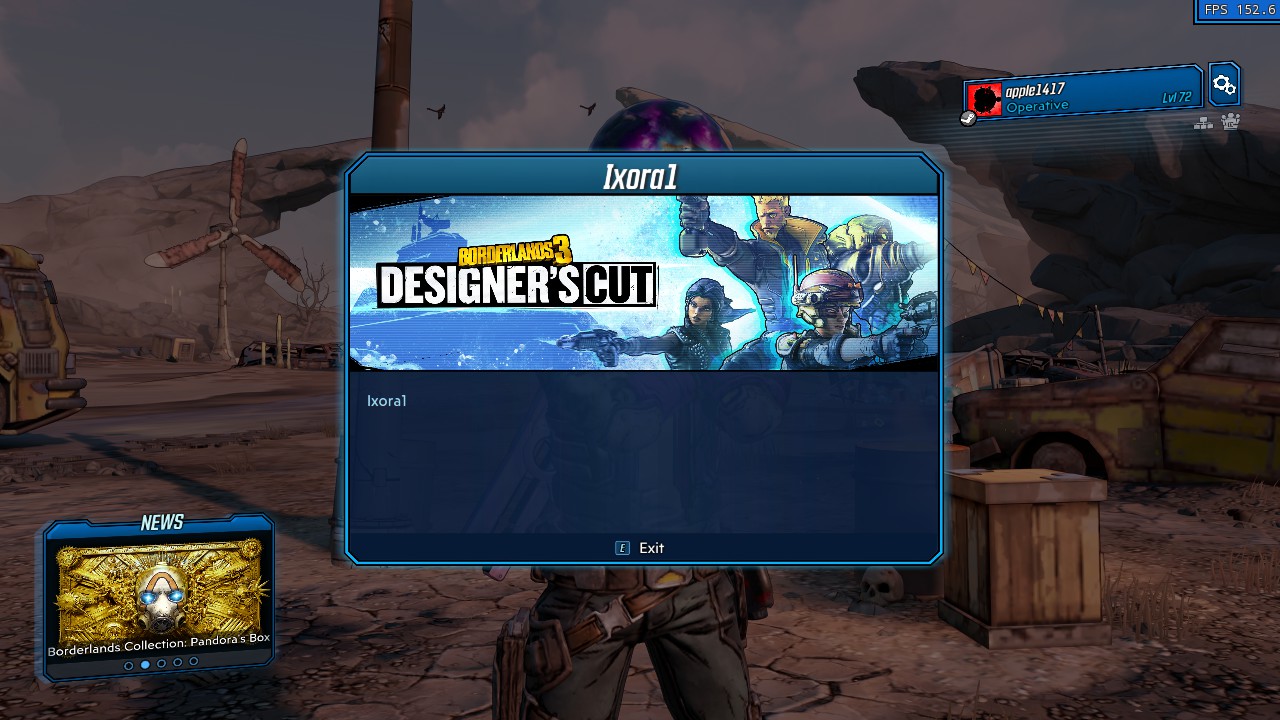 FPS 152.6
apple1417
Operative
Lvl 72
Ixora1
BORDERLANDS 3
DESIGNER'S CUT
Ixora1
E Exit
NEWS
Borderlands Collection: Pandora's Box